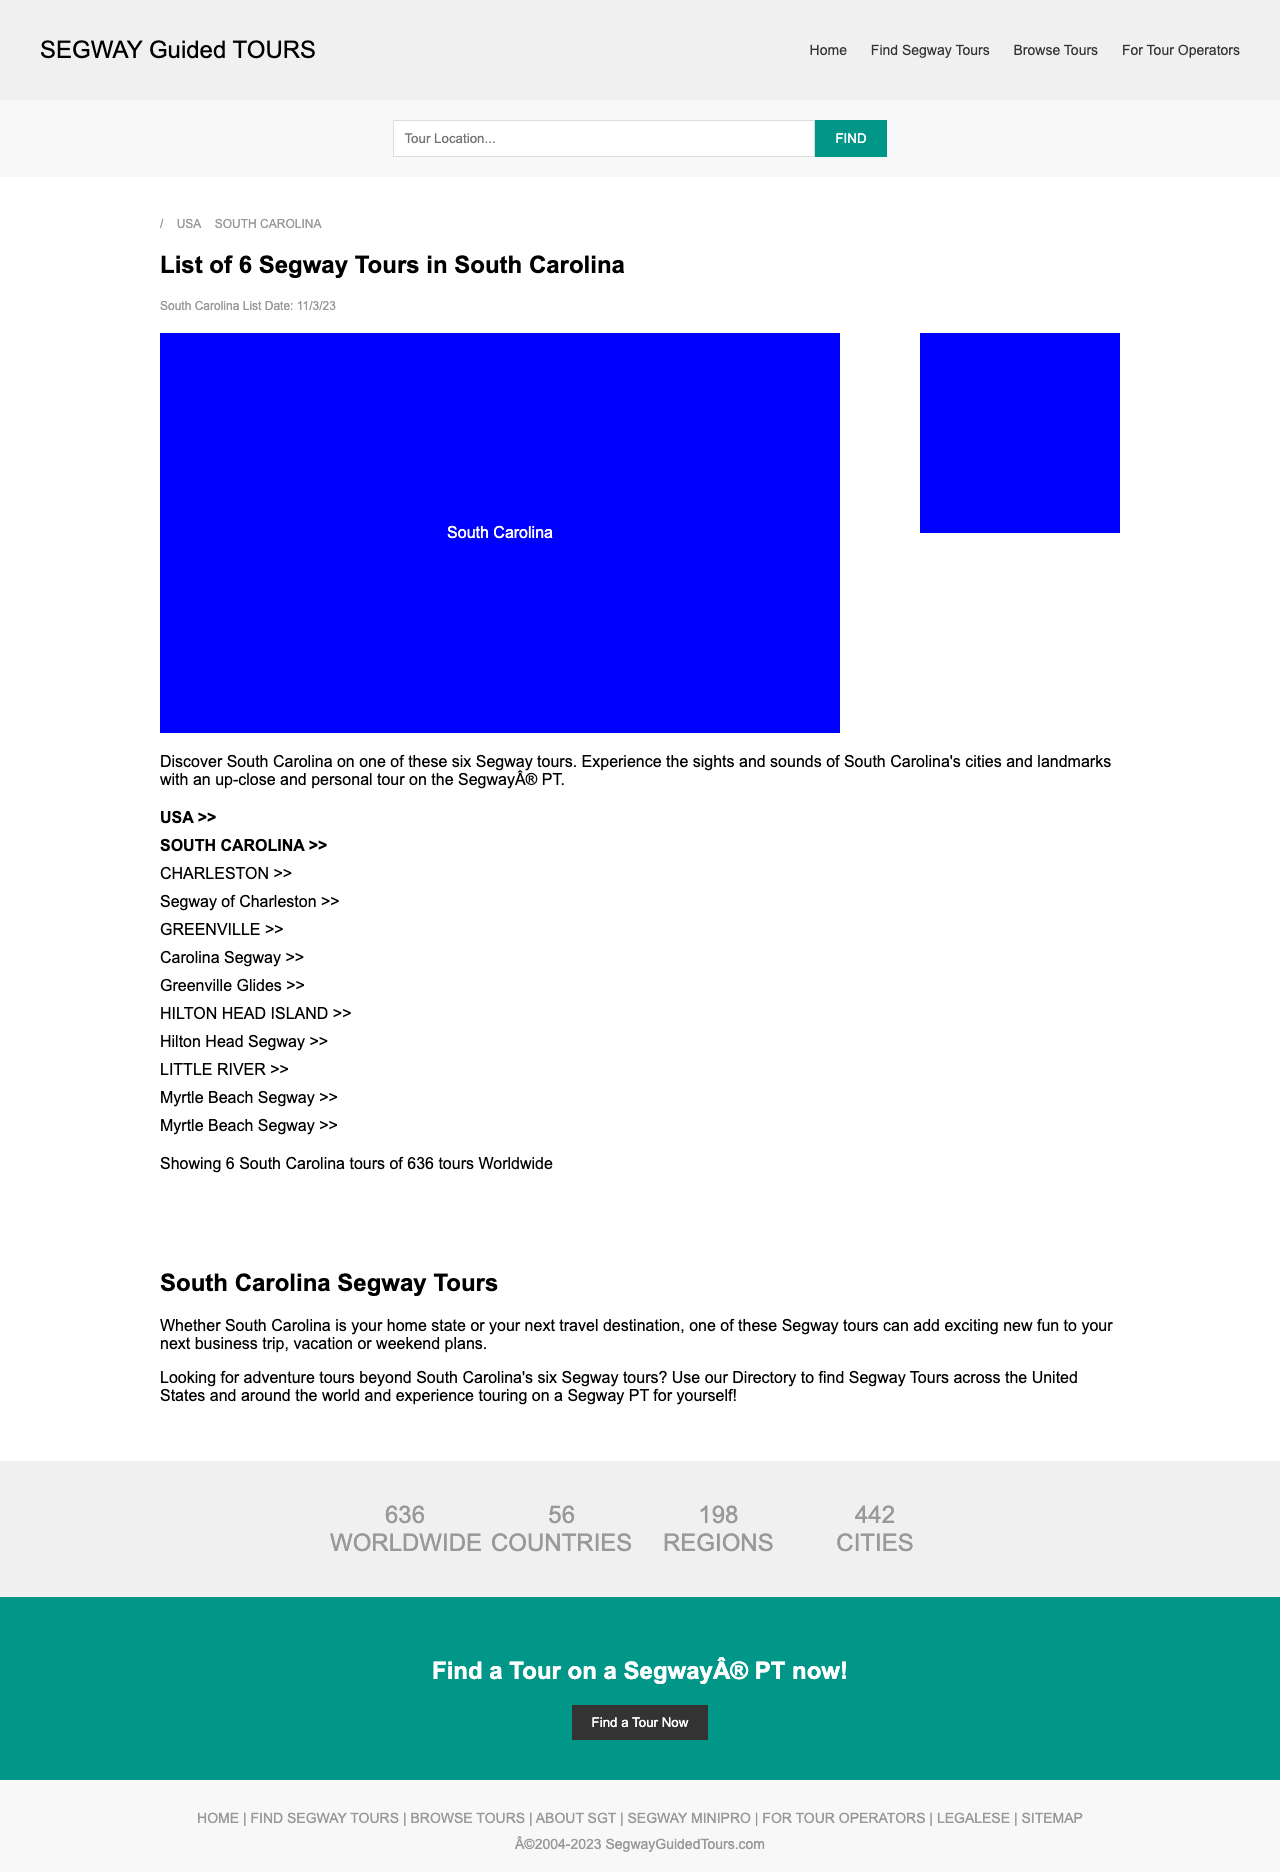 SEGWAY Guided TOURS
Home Find Segway Tours Browse Tours For Tour Operators
Tour Location... FIND
/ USA SOUTH CAROLINA
List of 6 Segway Tours in South Carolina
South Carolina List Date: 11/3/23
South Carolina
Discover South Carolina on one of these six Segway tours. Experience the sights and sounds of South Carolina's cities and landmarks
with an up-close and personal tour on the SegwayÂ® PT.
USA >>
SOUTH CAROLINA >>
CHARLESTON >>
Segway of Charleston >>
GREENVILLE >>
Carolina Segway >>
Greenville Glides >>
HILTON HEAD ISLAND >>
Hilton Head Segway >>
LITTLE RIVER >>
Myrtle Beach Segway >>
Myrtle Beach Segway >>
Showing 6 South Carolina tours of 636 tours Worldwide
South Carolina Segway Tours
Whether South Carolina is your home state or your next travel destination, one of these Segway tours can add exciting new fun to your
next business trip, vacation or weekend plans.
Looking for adventure tours beyond South Carolina's six Segway tours? Use our Directory to find Segway Tours across the United
States and around the world and experience touring on a Segway PT for yourself!
636 56 198 442
WORLDWIDE COUNTRIES REGIONS CITIES
Find a Tour on a SegwayÂ® PT now!
Find a Tour Now
HOME | FIND SEGWAY TOURS | BROWSE TOURS | ABOUT SGT | SEGWAY MINIPRO | FOR TOUR OPERATORS | LEGALESE | SITEMAP
Â©2004-2023 SegwayGuidedTours.com